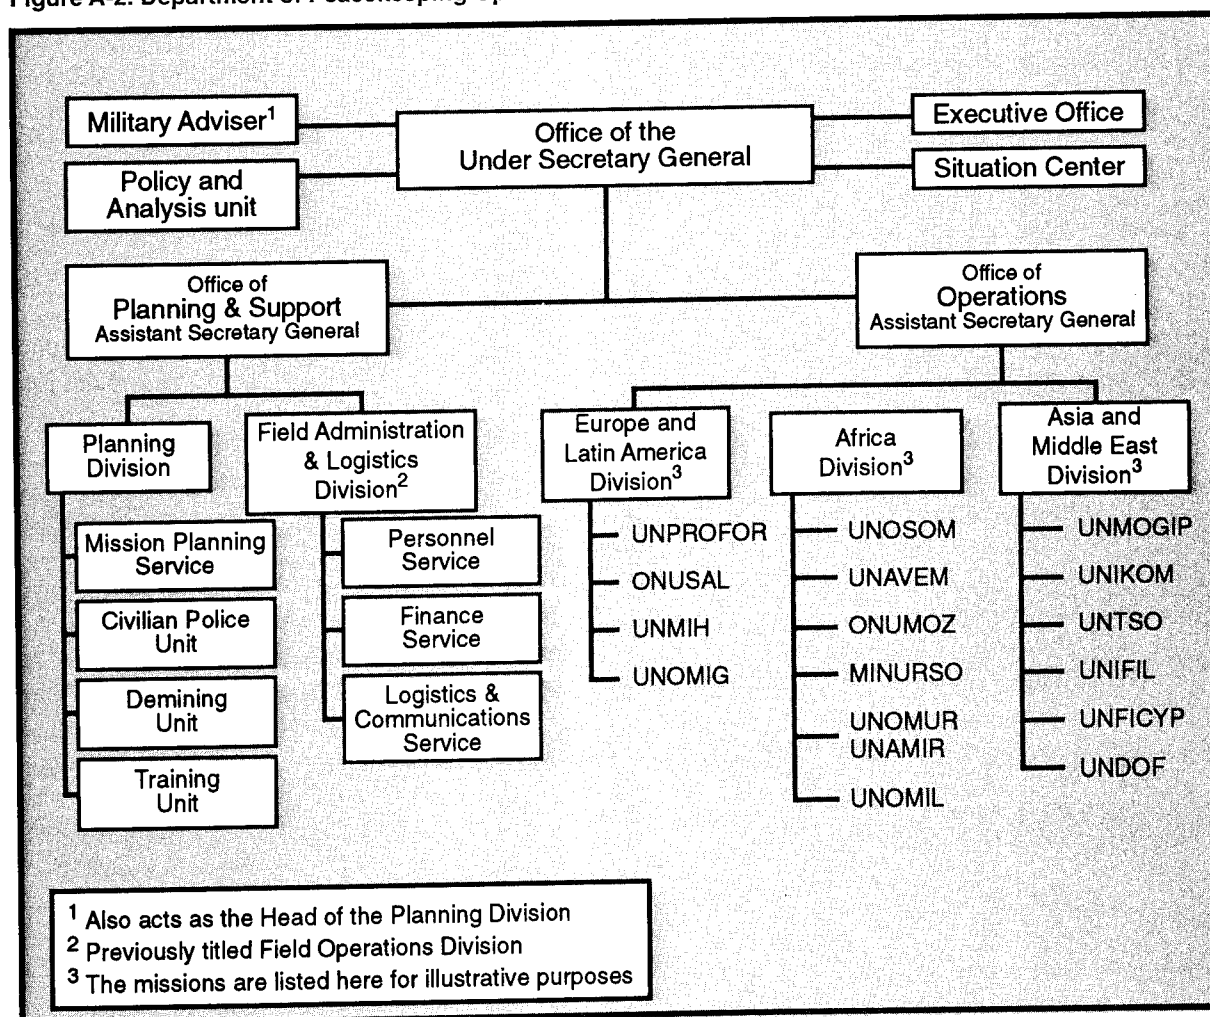 Military Adviser1
Policy and
Analysis unit
Office of the
Under Secretary General
Executive Office
Situation Center
Office of
Planning & Support
Assistant Secretary General
Office of
Operations
Assistant Secretary General
Planning
Division
Mission Planning
Service
Civilian Police
Unit
Demining
Unit
Training
Unit
Field Administration
& Logistics
Division2
Personnel
Service
Finance
Service
Logistics &
Communications
Service
Europe and
Latin America
Division3
UNPROFOR
ONUSAL
UNMIH
UNOMIG
Africa
Division3
UNOSOM
UNAVEM
ONUMOZ
MINURSO
UNOMUR
UNAMIR
UNOMIL
Asia and
Middle East
Division3
UNMOGIP
UNIKOM
UNTSO
UNIFIL
UNFICYP
UNDOF
1 Also acts as the Head of the Planning Division
2 Previously titled Field Operations Division
3 The missions are listed here for illustrative purposes